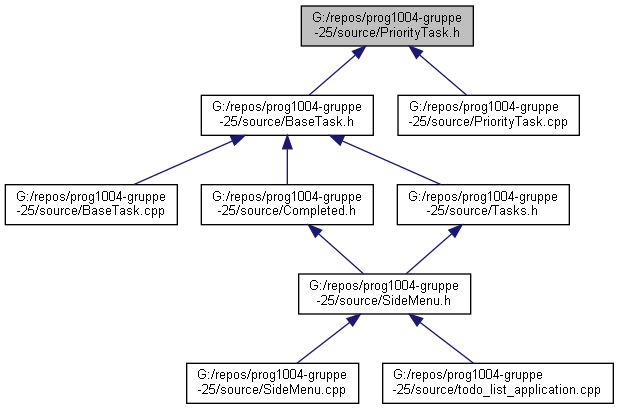 G:/repos/prog1004-gruppe
-25/source/PriorityTask.h
G:/repos/prog1004-gruppe
-25/source/BaseTask.h
G:/repos/prog1004-gruppe
-25/source/PriorityTask.cpp
G:/repos/prog1004-gruppe
-25/source/BaseTask.cpp
G:/repos/prog1004-gruppe
-25/source/Completed.h
G:/repos/prog1004-gruppe
-25/source/Tasks.h
G:/repos/prog1004-gruppe
-25/source/SideMenu.h
G:/repos/prog1004-gruppe
-25/source/SideMenu.cpp
G:/repos/prog1004-gruppe
-25/source/todo_list_application.cpp